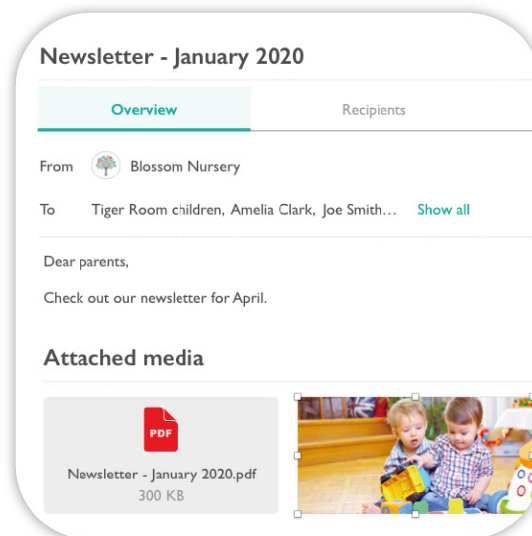 Newsletter - January 2020
Overview Recipients
From Blossom Nursery
To Tiger Room children, Amelia Clark, Joe Smith... Show all
Dear parents,
Check out our newsletter for April.
Attached media
PDF
Newsletter - January 2020.pdf
300 KB